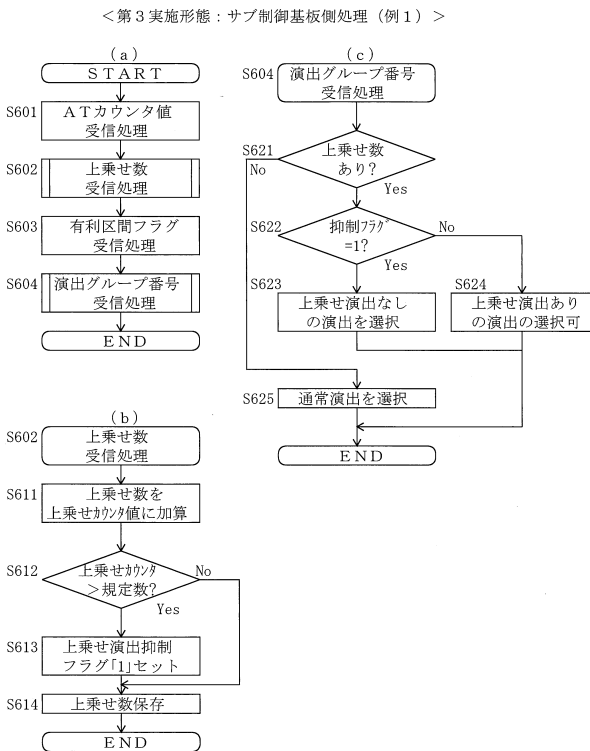 ＜第３実施形態：サブ制御基板側処理（例１）＞
（ａ）
ＳＴＡＲＴ
S601
ＡＴカウンタ値
受信処理
S602
上乗せ数
受信処理
S603
有利区間フラグ
受信処理
S604
演出グループ番号
受信処理
ＥＮＤ
（ｂ）
S602
上乗せ数
受信処理
S611
上乗せ数を
上乗せｶｳﾝﾀ値に加算
S612
上乗せｶｳﾝﾀ
＞規定数？
No
Yes
S613
上乗せ演出抑制
フラグ「1」セット
S614
上乗せ数保存
ＥＮＤ
（ｃ）
S604
演出グループ番号
受信処理
S621
上乗せ数
あり？
No
Yes
S622
抑制ﾌﾗｸﾞ
=1?
No
Yes
S623
上乗せ演出なし
の演出を選択
S624
上乗せ演出あり
の演出の選択可
S625
通常演出を選択
ＥＮＤ